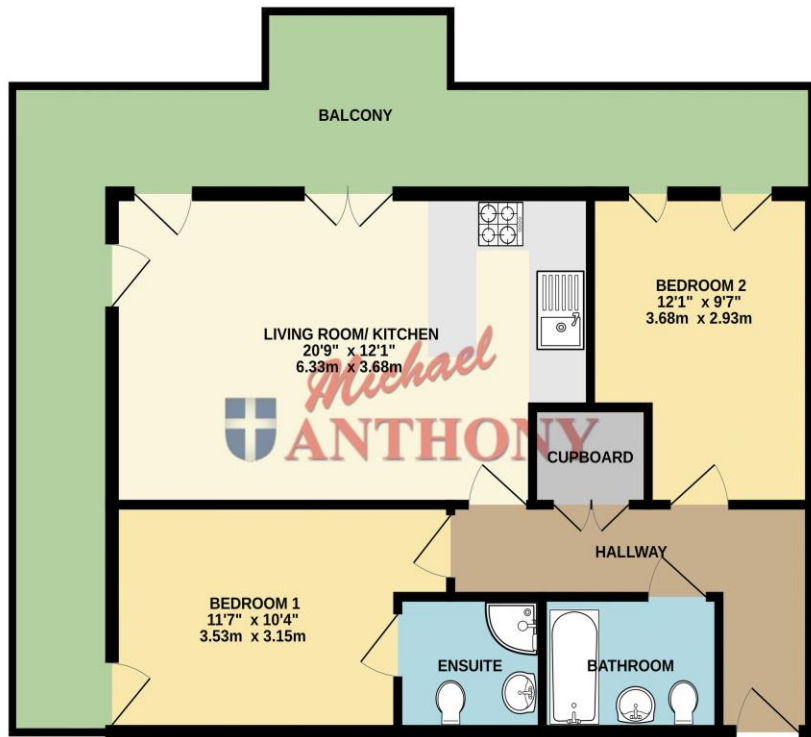 BALCONY
LIVING ROOM/ KITCHEN
20'9" x 12'1"
6.33m x 3.68m
BEDROOM 2
12'1" x 9'7"
3.68m x 2.93m
Michael
ANTHONY
CUPBOARD
HALLWAY
BEDROOM 1
11'7" x 10'4"
3.53m x 3.15m
ENSUITE
BATHROOM